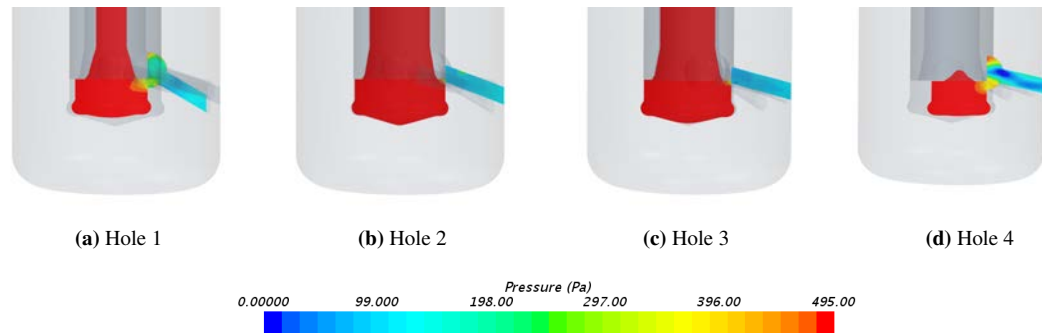 (a) Hole 1
(b) Hole 2
(c) Hole 3
(d) Hole 4
Pressure (Pa)
0.00000 99.000 198.00 297.00 396.00 495.00